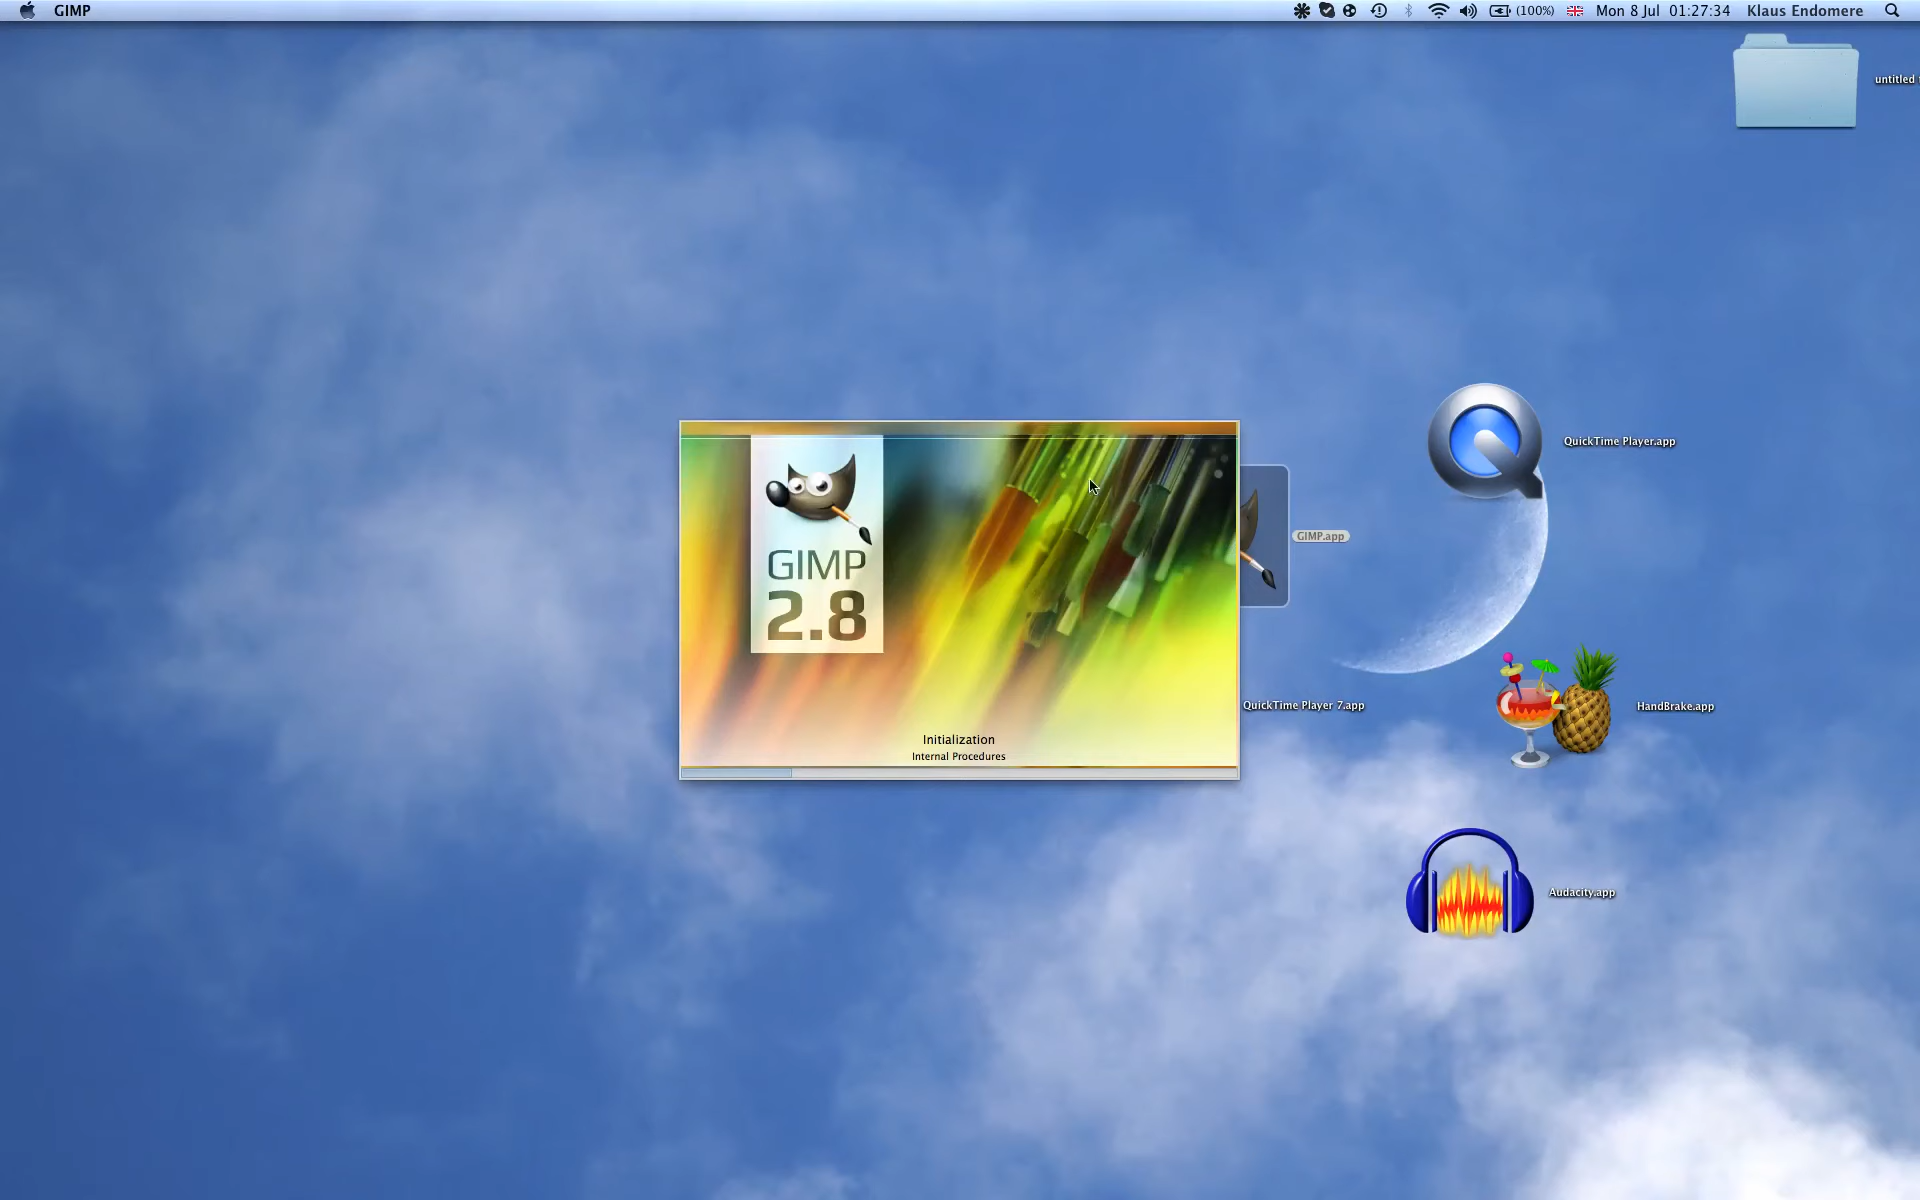 GIMP
(100%) Mon 8 Jul 01:27:34 Klaus Endomere
untitled
QuickTime Player.app
GIMP
2.8
GIMP.app
QuickTime Player 7.app
HandBrake.app
Initialization
Internal Procedures
Audacity.app